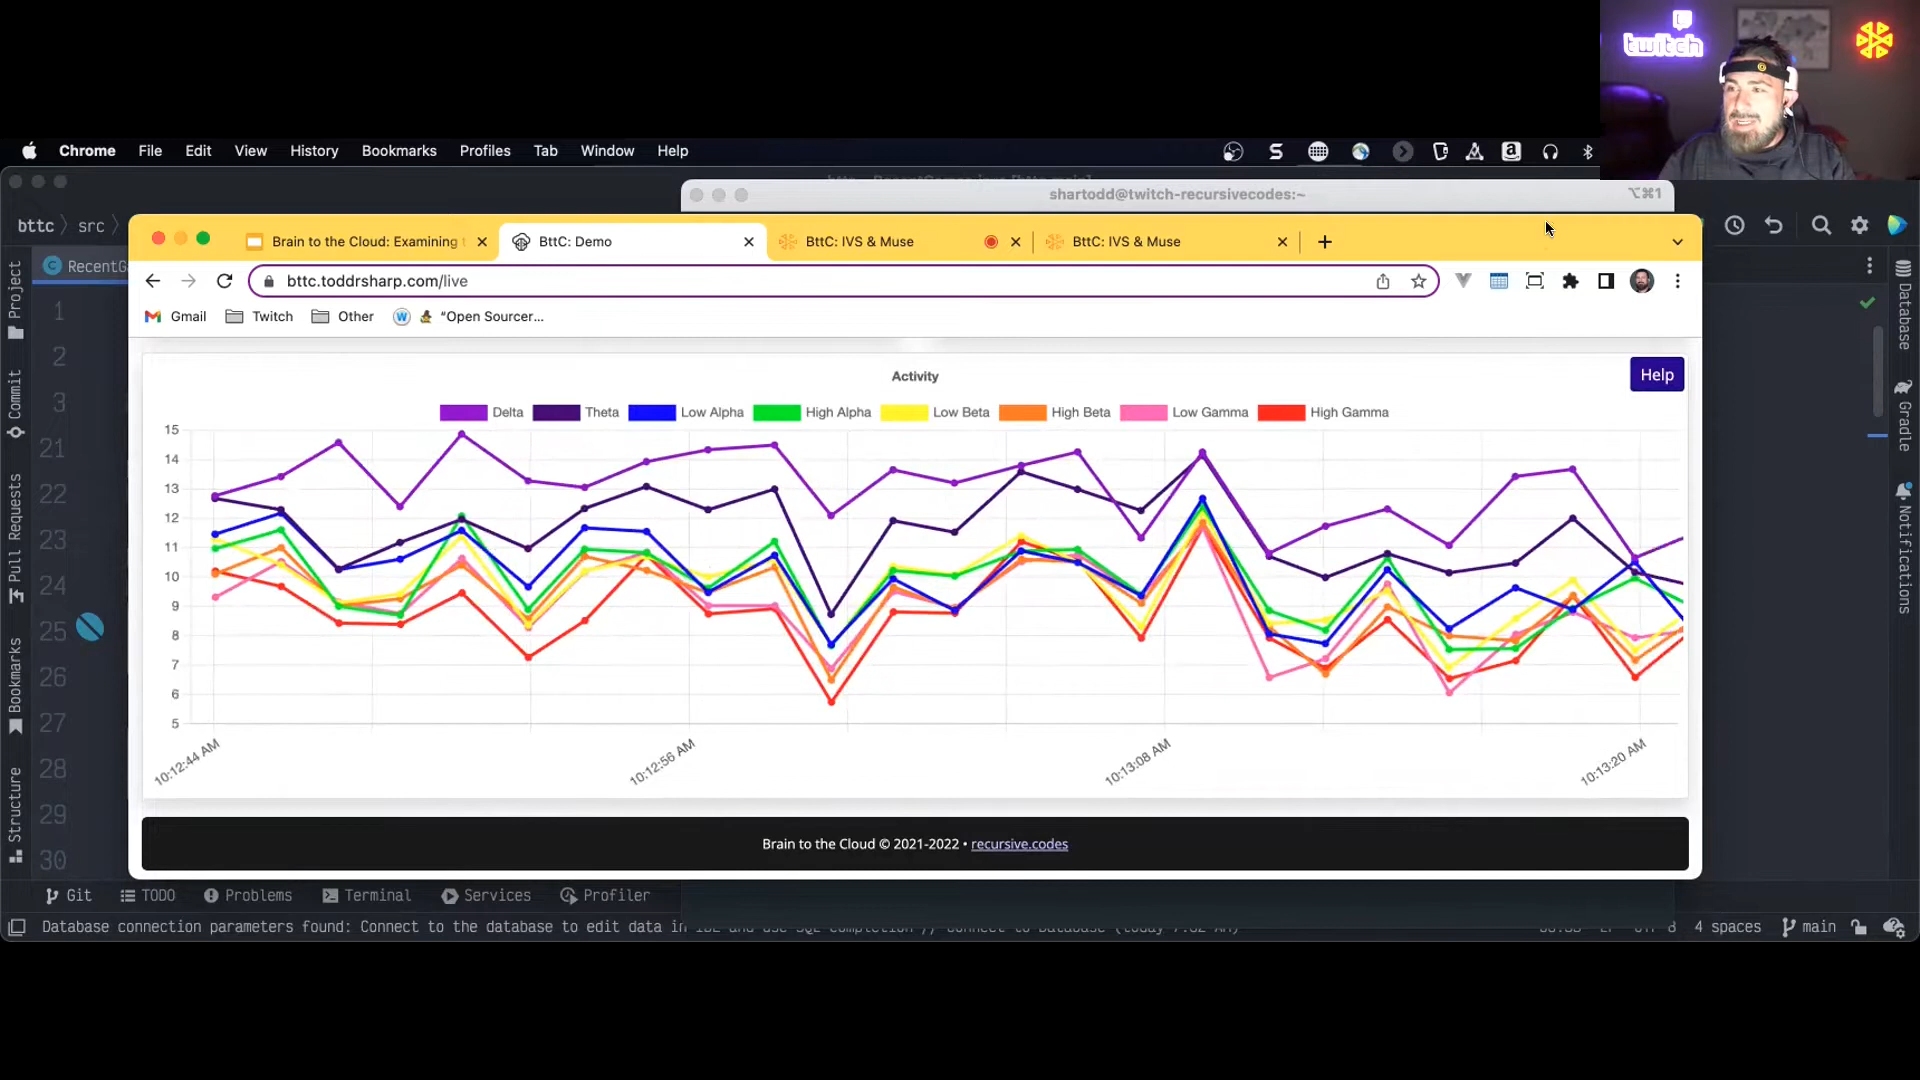 twitch
Chrome File Edit View History Bookmarks Profiles Tab Window Help
shartodd@twitch-recursivecodes:~ ⌥⌘1
bttc 〉 src 〉
Brain to the Cloud: Examining
BttC: Demo
BttC: IVS & Muse
BttC: IVS & Muse
RecentG
bttc.toddrsharp.com/live
Gmail Twitch Other “Open Sourcer...
Project
Commit
Pull Requests
Bookmarks
Structure
1
2
3
21
22
23
24
25
26
27
28
29
30
Activity
Help
Delta Theta Low Alpha High Alpha Low Beta High Beta Low Gamma High Gamma
15
14
13
12
11
10
9
8
7
6
5
10:12:44 AM 10:12:56 AM 10:13:08 AM 10:13:20 AM
Brain to the Cloud © 2021-2022 • recursive.codes
Database
Gradle
Notifications
Git TODO Problems Terminal Services Profiler
Database connection parameters found: Connect to the database to edit data in
4 spaces main